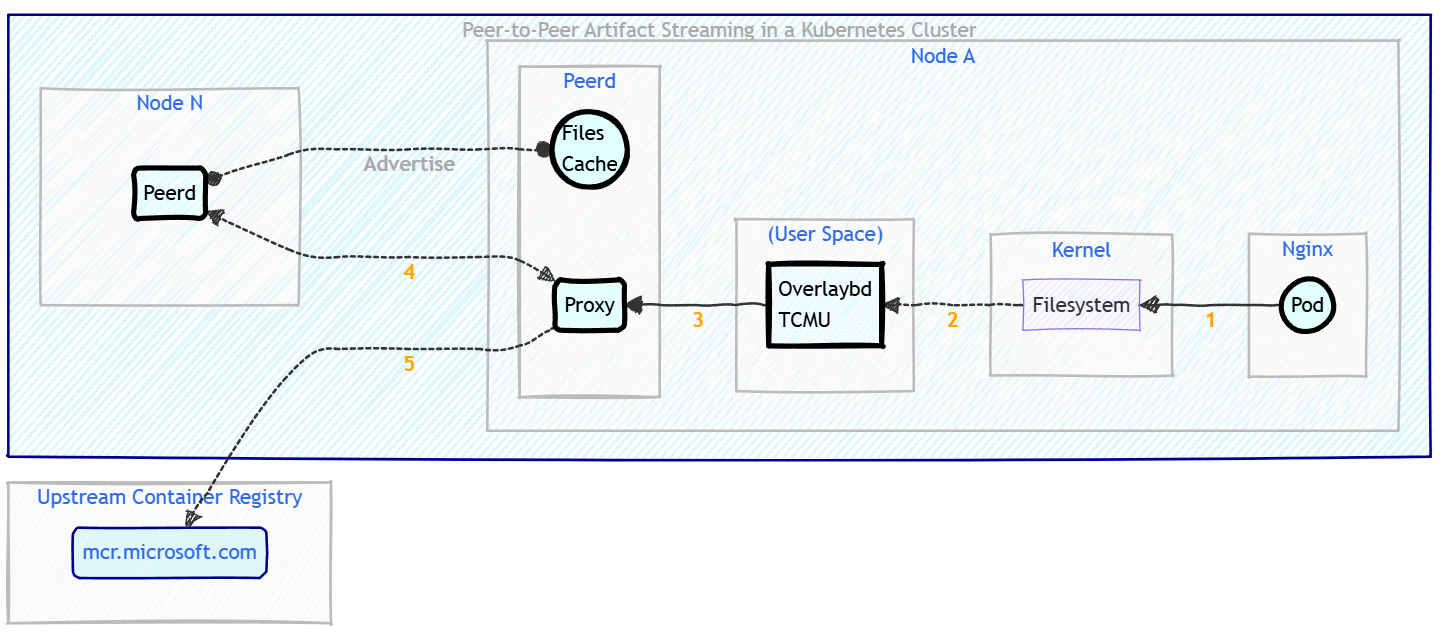 Peer-to-Peer Artifact Streaming in a Kubernetes Cluster
Node A
Peerd
Node N
Files
Cache
Advertise
Peerd
(User Space)
Kernel
Nginx
4
Overlaybd
TCMU
Proxy
Filesystem
Pod
3
2
1
5
Upstream Container Registry
mcr.microsoft.com